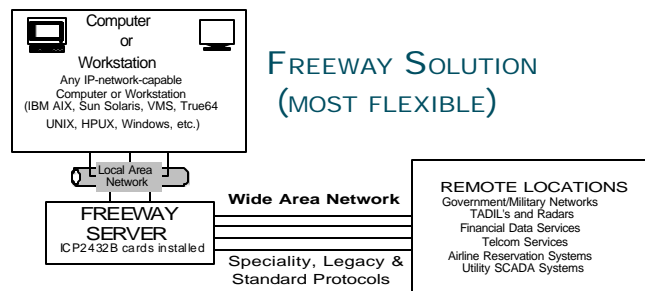 Computer
or
Workstation
Any IP-network-capable
Computer or Workstation
(IBM AIX, Sun Solaris, VMS, True64
UNIX, HPUX, Windows, etc.)
FREEWAY SOLUTION
(MOST FLEXIBLE)
Local Area
Network
FREEWAY
SERVER
ICP2432B cards installed
Wide Area Network
Speciality, Legacy &
Standard Protocols
REMOTE LOCATIONS
Government/Military Networks
TADIL's and Radars
Financial Data Services
Telcom Services
Airline Reservation Systems
Utility SCADA Systems